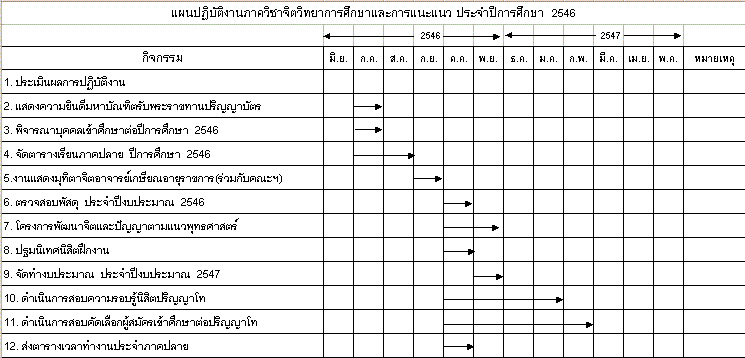 แผนปฏิบัติงานภาควิชาจิตวิทยาการศึกษาและการแนะแนว ประจำปีการศึกษา 2546
2546 2547
กิจกรรม มิ.ย. ก.ค. ส.ค. ก.ย. ต.ค. พ.ย. ธ.ค. ม.ค. ก.พ. มี.ค. เม.ย. พ.ค. หมายเหตุ
1. ประเมินผลการปฏิบัติงาน
2. แสดงความยินดีมหาบัณฑิตรับพระราชทานปริญญาบัตร
3. พิจารณาบุคคลเข้าศึกษาต่อปีการศึกษา 2546
4. จัดตารางเรียนภาคปลาย ปีการศึกษา 2546
5.งานแสดงมุทิตาจิตอาจารย์เกษียณอายุราชการ(ร่วมกับคณะฯ)
6. ตรวจสอบพัสดุ ประจำปีงบประมาณ 2546
7. โครงการพัฒนาจิตและปัญญาตามแนวพุทธศาสตร์
8. ปฐมนิเทศนิสิตฝึกงาน
9. จัดทำงบประมาณ ประจำปีงบประมาณ 2547
10. ดำเนินการสอบความรอบรู้นิสิตปริญญาโท
11. ดำเนินการสอบคัดเลือกผู้สมัครเข้าศึกษาต่อปริญญาโท
12. ส่งตารางเวลาทำงานประจำภาคปลาย